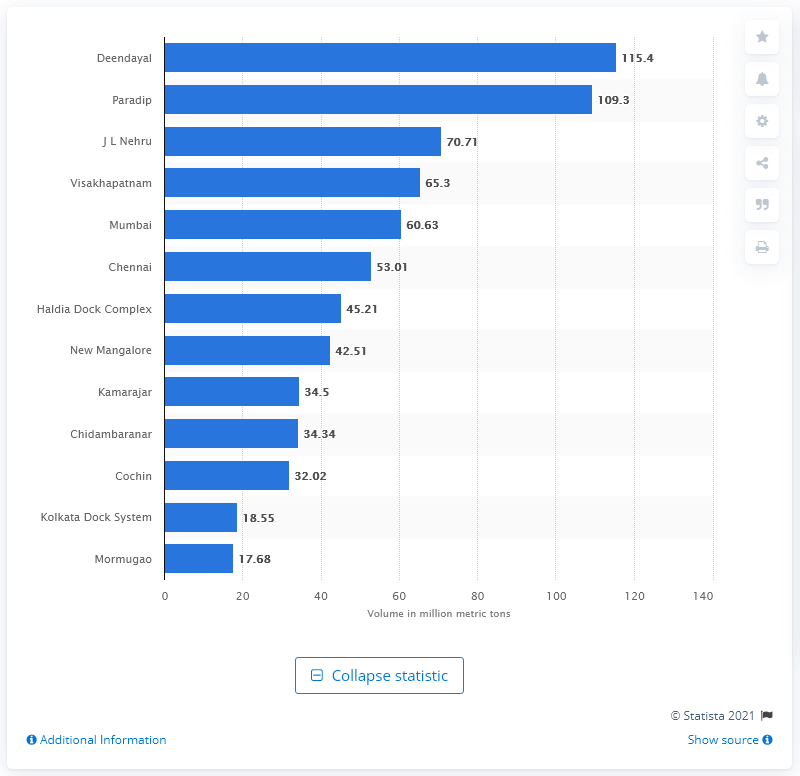 Deendayal 115.4
Paradip 109.3
J L Nehru 70.71
Visakhapatnam 65.3
Mumbai 60.63
Chennai 53.01
Haldia Dock Complex 45.21
New Mangalore 42.51
Kamarajar 34.5
Chidambaranar 34.34
Cochin 32.02
Kolkata Dock System 18.55
Mormugao 17.68
0 20 40 60 80 100 120 140
Volume in million metric tons
Collapse statistic
© Statista 2021
Additional Information Show source